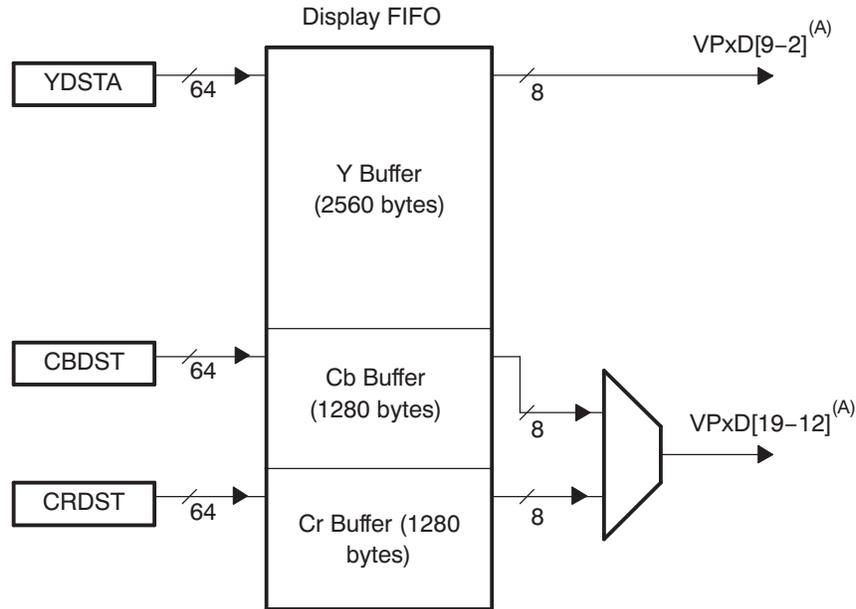 Display FIFO
VPxD[9−2](A)
YDSTA
64
8
Y Buffer
(2560 bytes)
CBDST
64
Cb Buffer
(1280 bytes)
8
VPxD[19−12](A)
CRDST
64
Cr Buffer (1280
bytes)
8